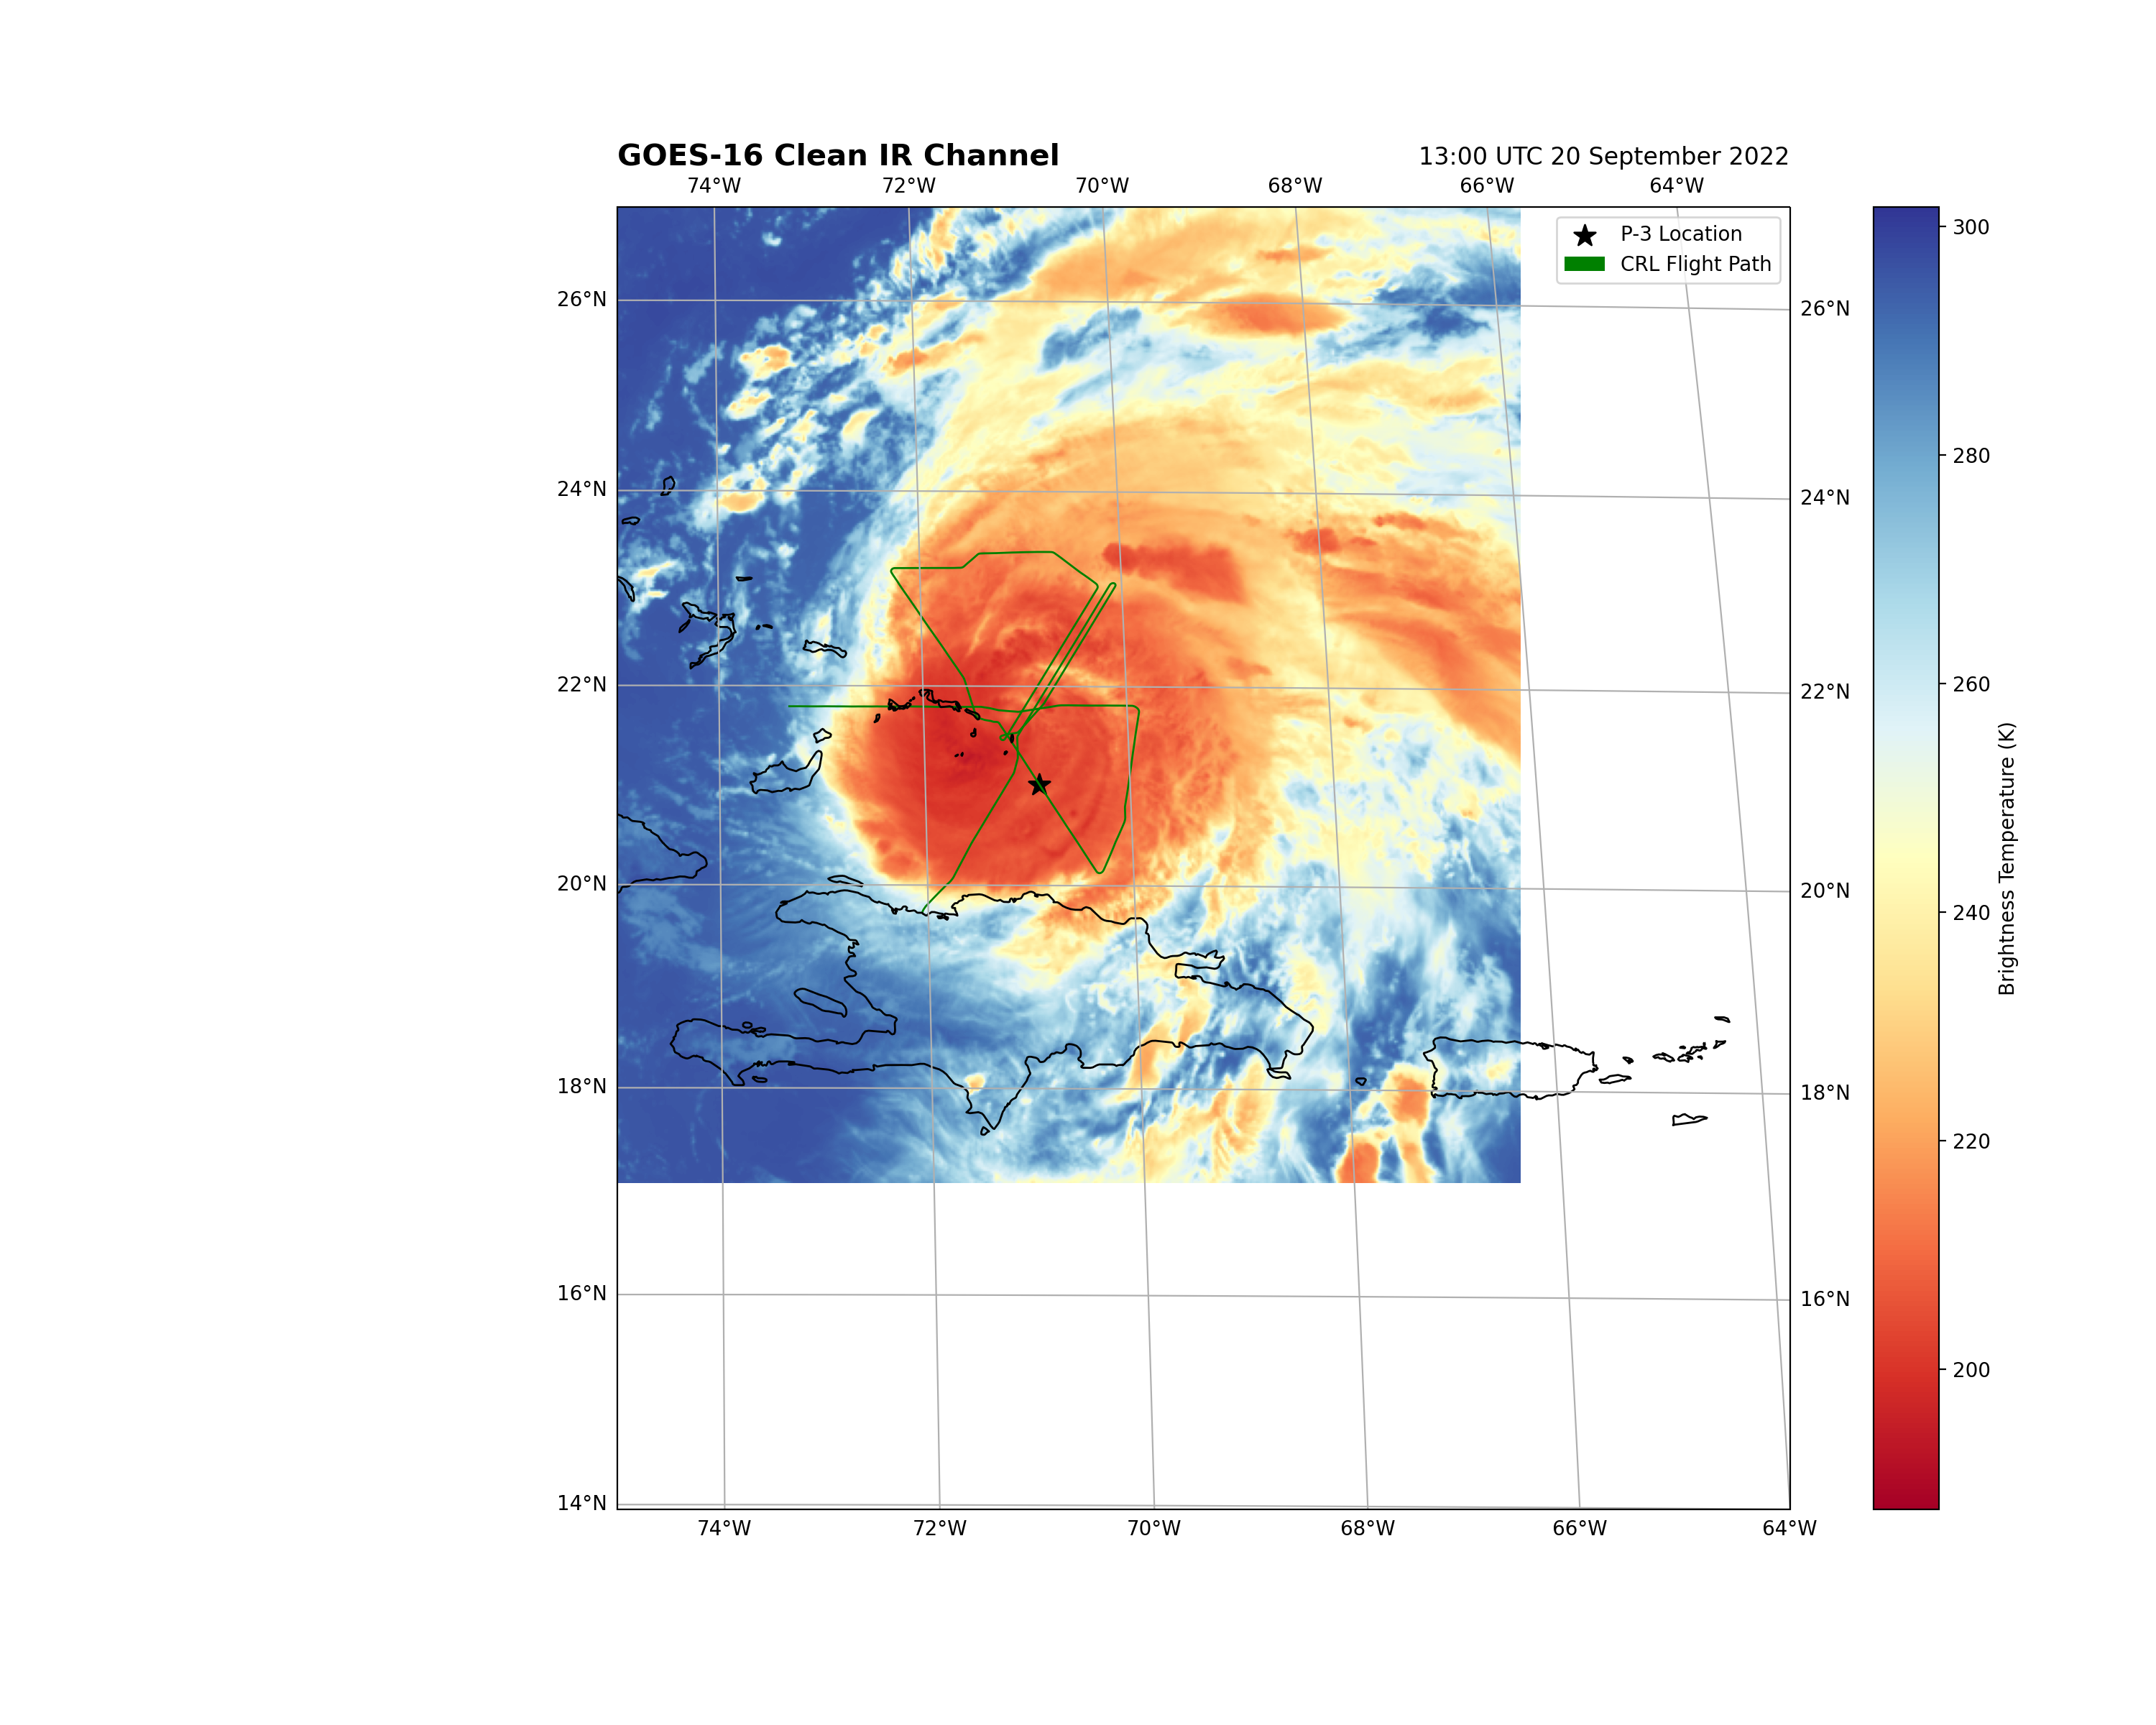 GOES-16 Clean IR Channel
13:00 UTC 20 September 2022
74°W 72°W 70°W 68°W 66°W 64°W
P-3 Location
CRL Flight Path
26°N 26°N
24°N 24°N
22°N 22°N
20°N 20°N
18°N 18°N
16°N 16°N
14°N
74°W 72°W 70°W 68°W 66°W 64°W
300
280
260
240
220
200
Brightness Temperature (K)